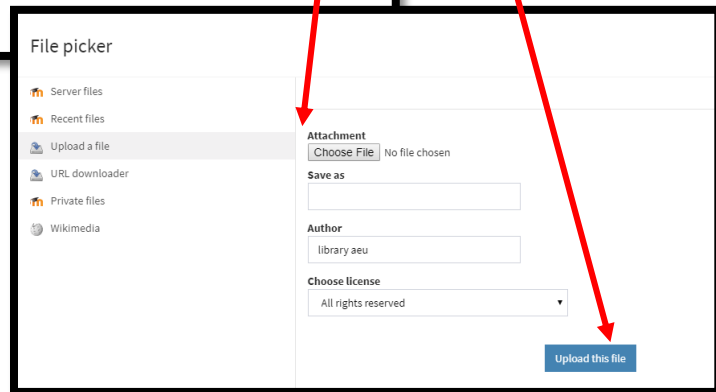 File picker
Server files
Recent files
Upload a file
URL downloader
Private files
Wikimedia
Attachment
Choose File No file chosen
Save as
Author
library aeu
Choose license
All rights reserved
Upload this file